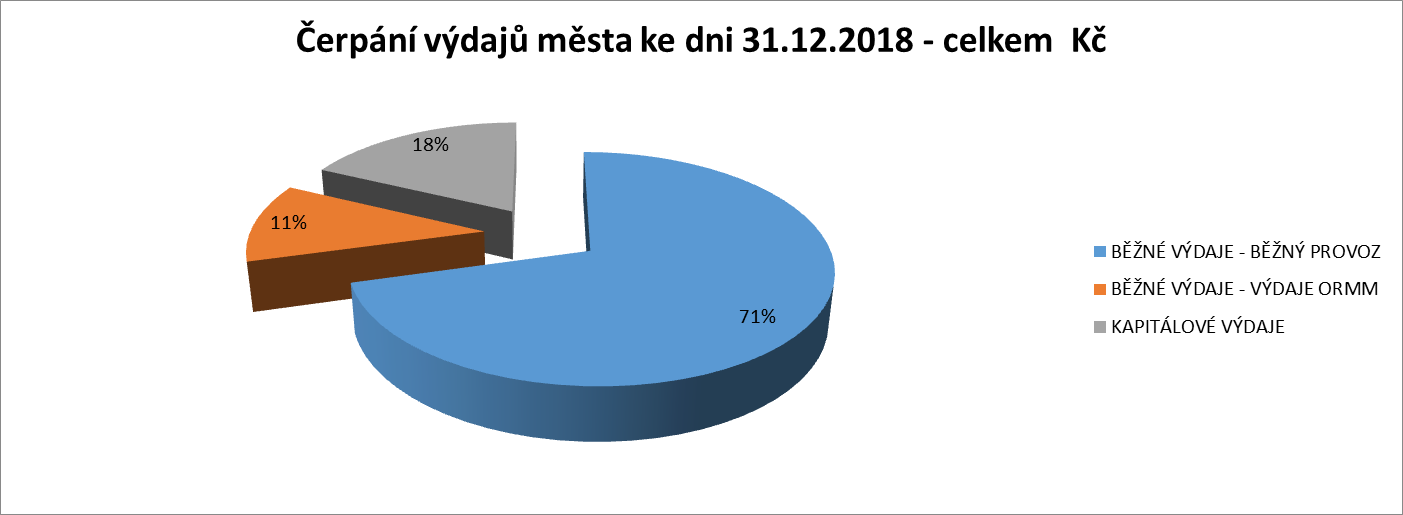 Čerpání výdajů města ke dni 31.12.2018 - celkem  Kč
18%
11%
71%
BĚŽNÉ VÝDAJE - BĚŽNÝ PROVOZ
BĚŽNÉ VÝDAJE - VÝDAJE ORMM
KAPITÁLOVÉ VÝDAJE